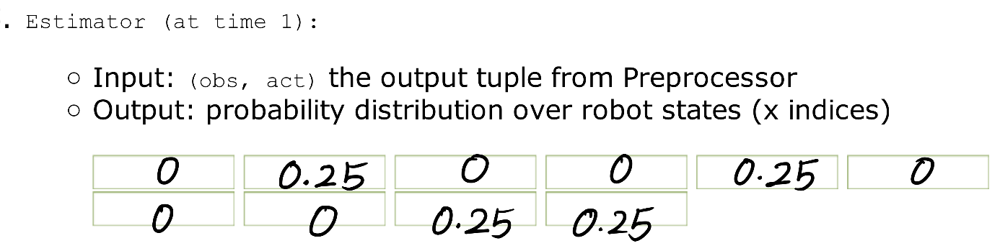 . Estimator (at time 1):
○ Input: (obs, act) the output tuple from Preprocessor
○ Output: probability distribution over robot states (x indices)
0 0.25 0 0 0.25 0
0 0 0.25 0.25